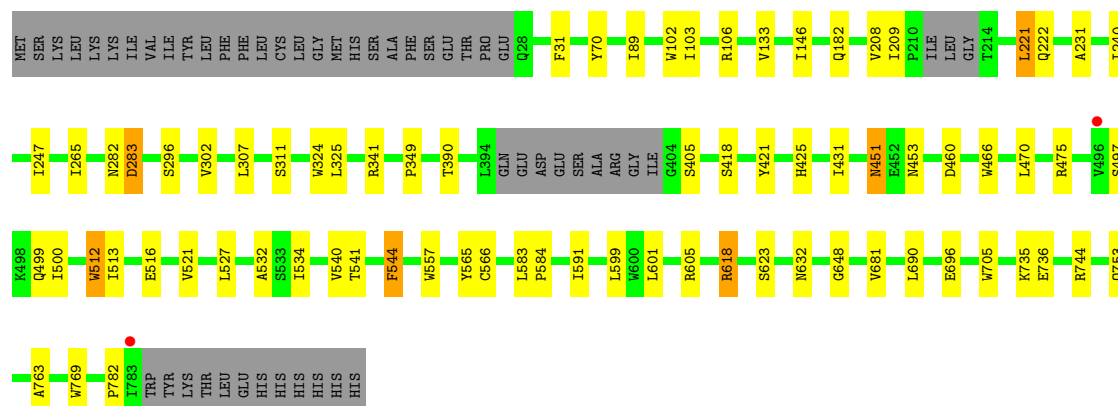 MET SER LYS LEU LYS LYS ILE VAL ILE TYR LEU PHE PHE LEU CYS LEU GLY MET HIS SER ALA PHE SER GLU THR PRO GLU Q28 F31 Y70 I89 W102 I103 R106 V133 I146 Q182 V208 I209 P210 ILE LEU GLY T214 L221 Q222 A231
I247 I265 N282 D283 S296 V302 L307 S311 W324 L325 R341 P349 T390 L394 GLN GLU ASP GLU SER ALA ARG GLY ILE G404 S405 S418 Y421 H425 I431 N451 E452 N453 D460 W466 L470 R475 V496
K498 Q499 I500 W512 I513 E516 V521 L527 A532 S533 I534 V540 T541 F544 W557 Y565 C566 L583 P584 I591 L599 W600 L601 R605 R618 S623 N632 G648 V681 L690 E696 W705 K735 E736 R744
A763 W769 P782 I783 TRP TYR LYS THR LEU GLU HIS HIS HIS HIS HIS HIS